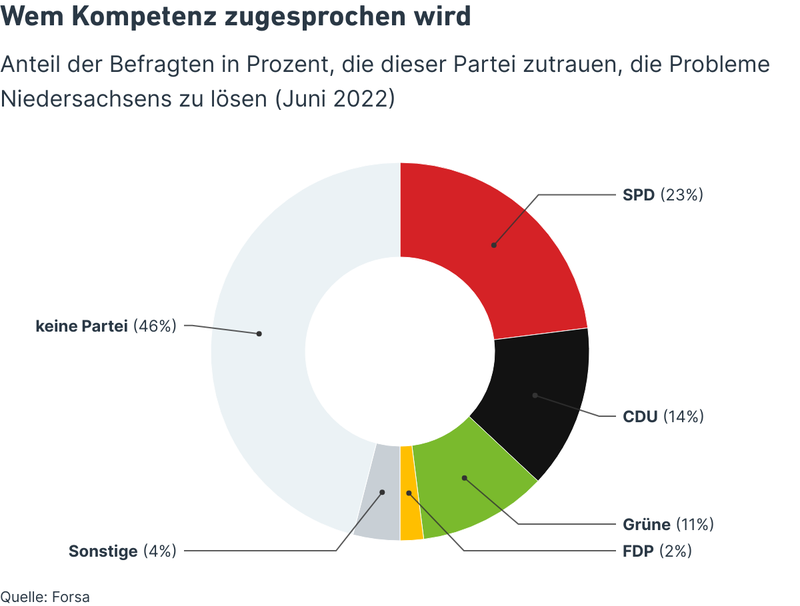 Wem Kompetenz zugesprochen wird
Anteil der Befragten in Prozent, die dieser Partei zutrauen, die Probleme
Niedersachsens zu lösen (Juni 2022)
SPD (23%)
keine Partei (46%)
CDU (14%)
Grüne (11%)
Sonstige (4%)
FDP (2%)
Quelle: Forsa